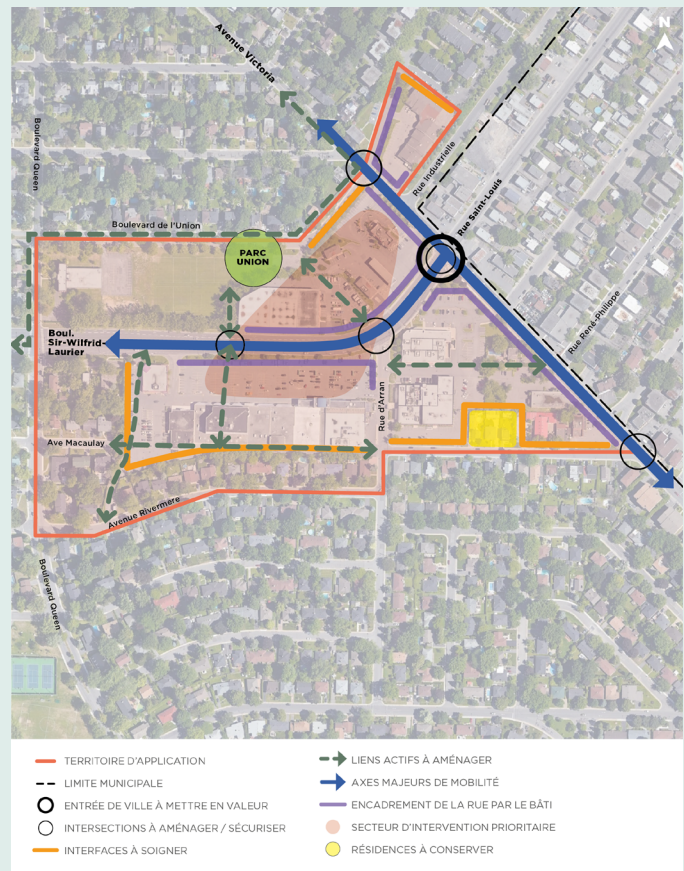 N
Avenue Victoria
Boulevard Queen
Rue Industrielle
Rue Saint-Louis
Boulevard de l'Union
PARC
UNION
Rue René-Philippe
Boul.
Sir-Wilfrid-
Laurier
Rue d'Arran
Ave Macaulay
Avenue Rivermère
Boulevard Queen
TERRITOIRE D'APPLICATION
LIMITE MUNICIPALE
ENTRÉE DE VILLE À METTRE EN VALEUR
INTERSECTIONS À AMÉNAGER / SÉCURISER
INTERFACES À SOIGNER
LIENS ACTIFS À AMÉNAGER
AXES MAJEURS DE MOBILITÉ
ENCADREMENT DE LA RUE PAR LE BÂTI
SECTEUR D'INTERVENTION PRIORITAIRE
RÉSIDENCES À CONSERVER